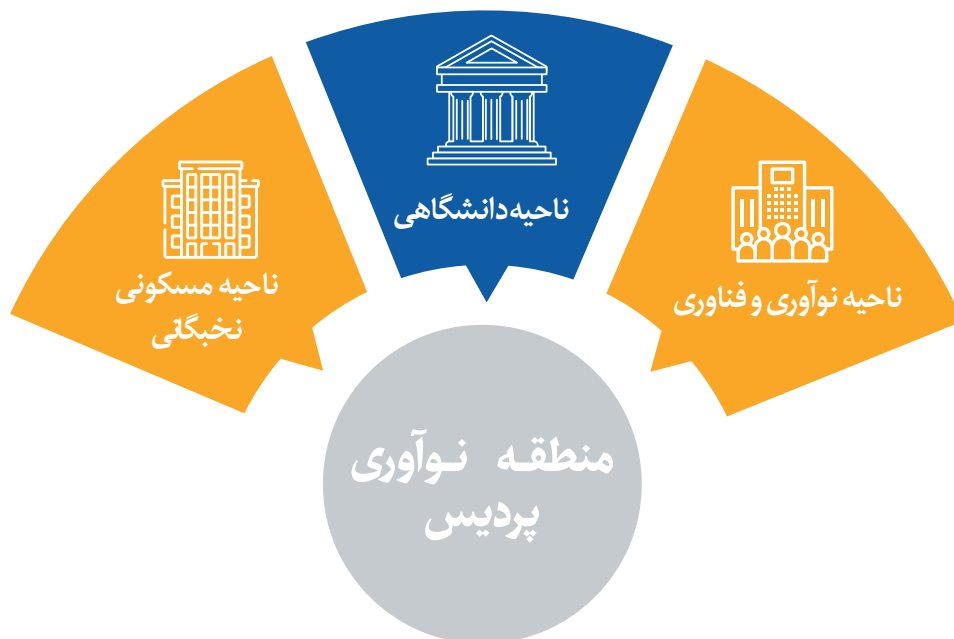 ناحیه نوآوری و فناوری
ناحیه دانشگاهی
ناحیه مسکونی
نخبگانی
منطقه نوآوری
پردیس